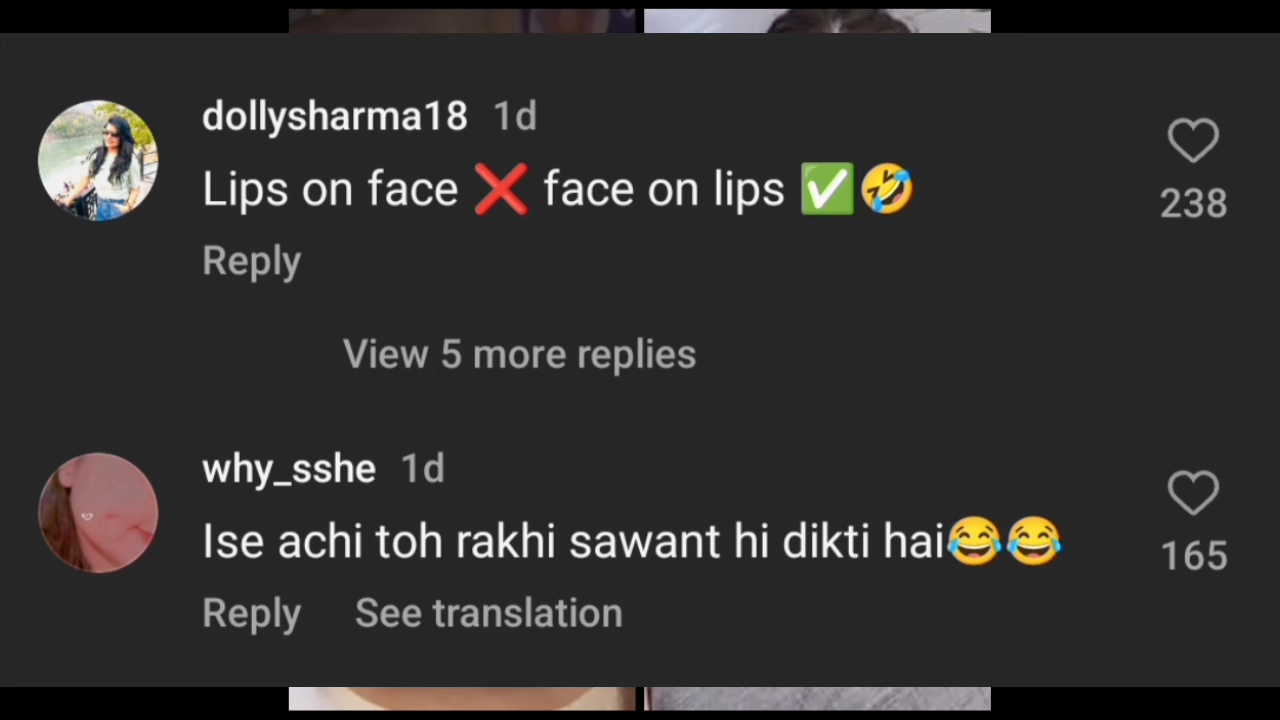 dollysharma18 1d
Lips on face ❌ face on lips ✅🤣
238
Reply
View 5 more replies
why_sshe 1d
Ise achi toh rakhi sawant hi dikti hai😂😂
165
Reply See translation